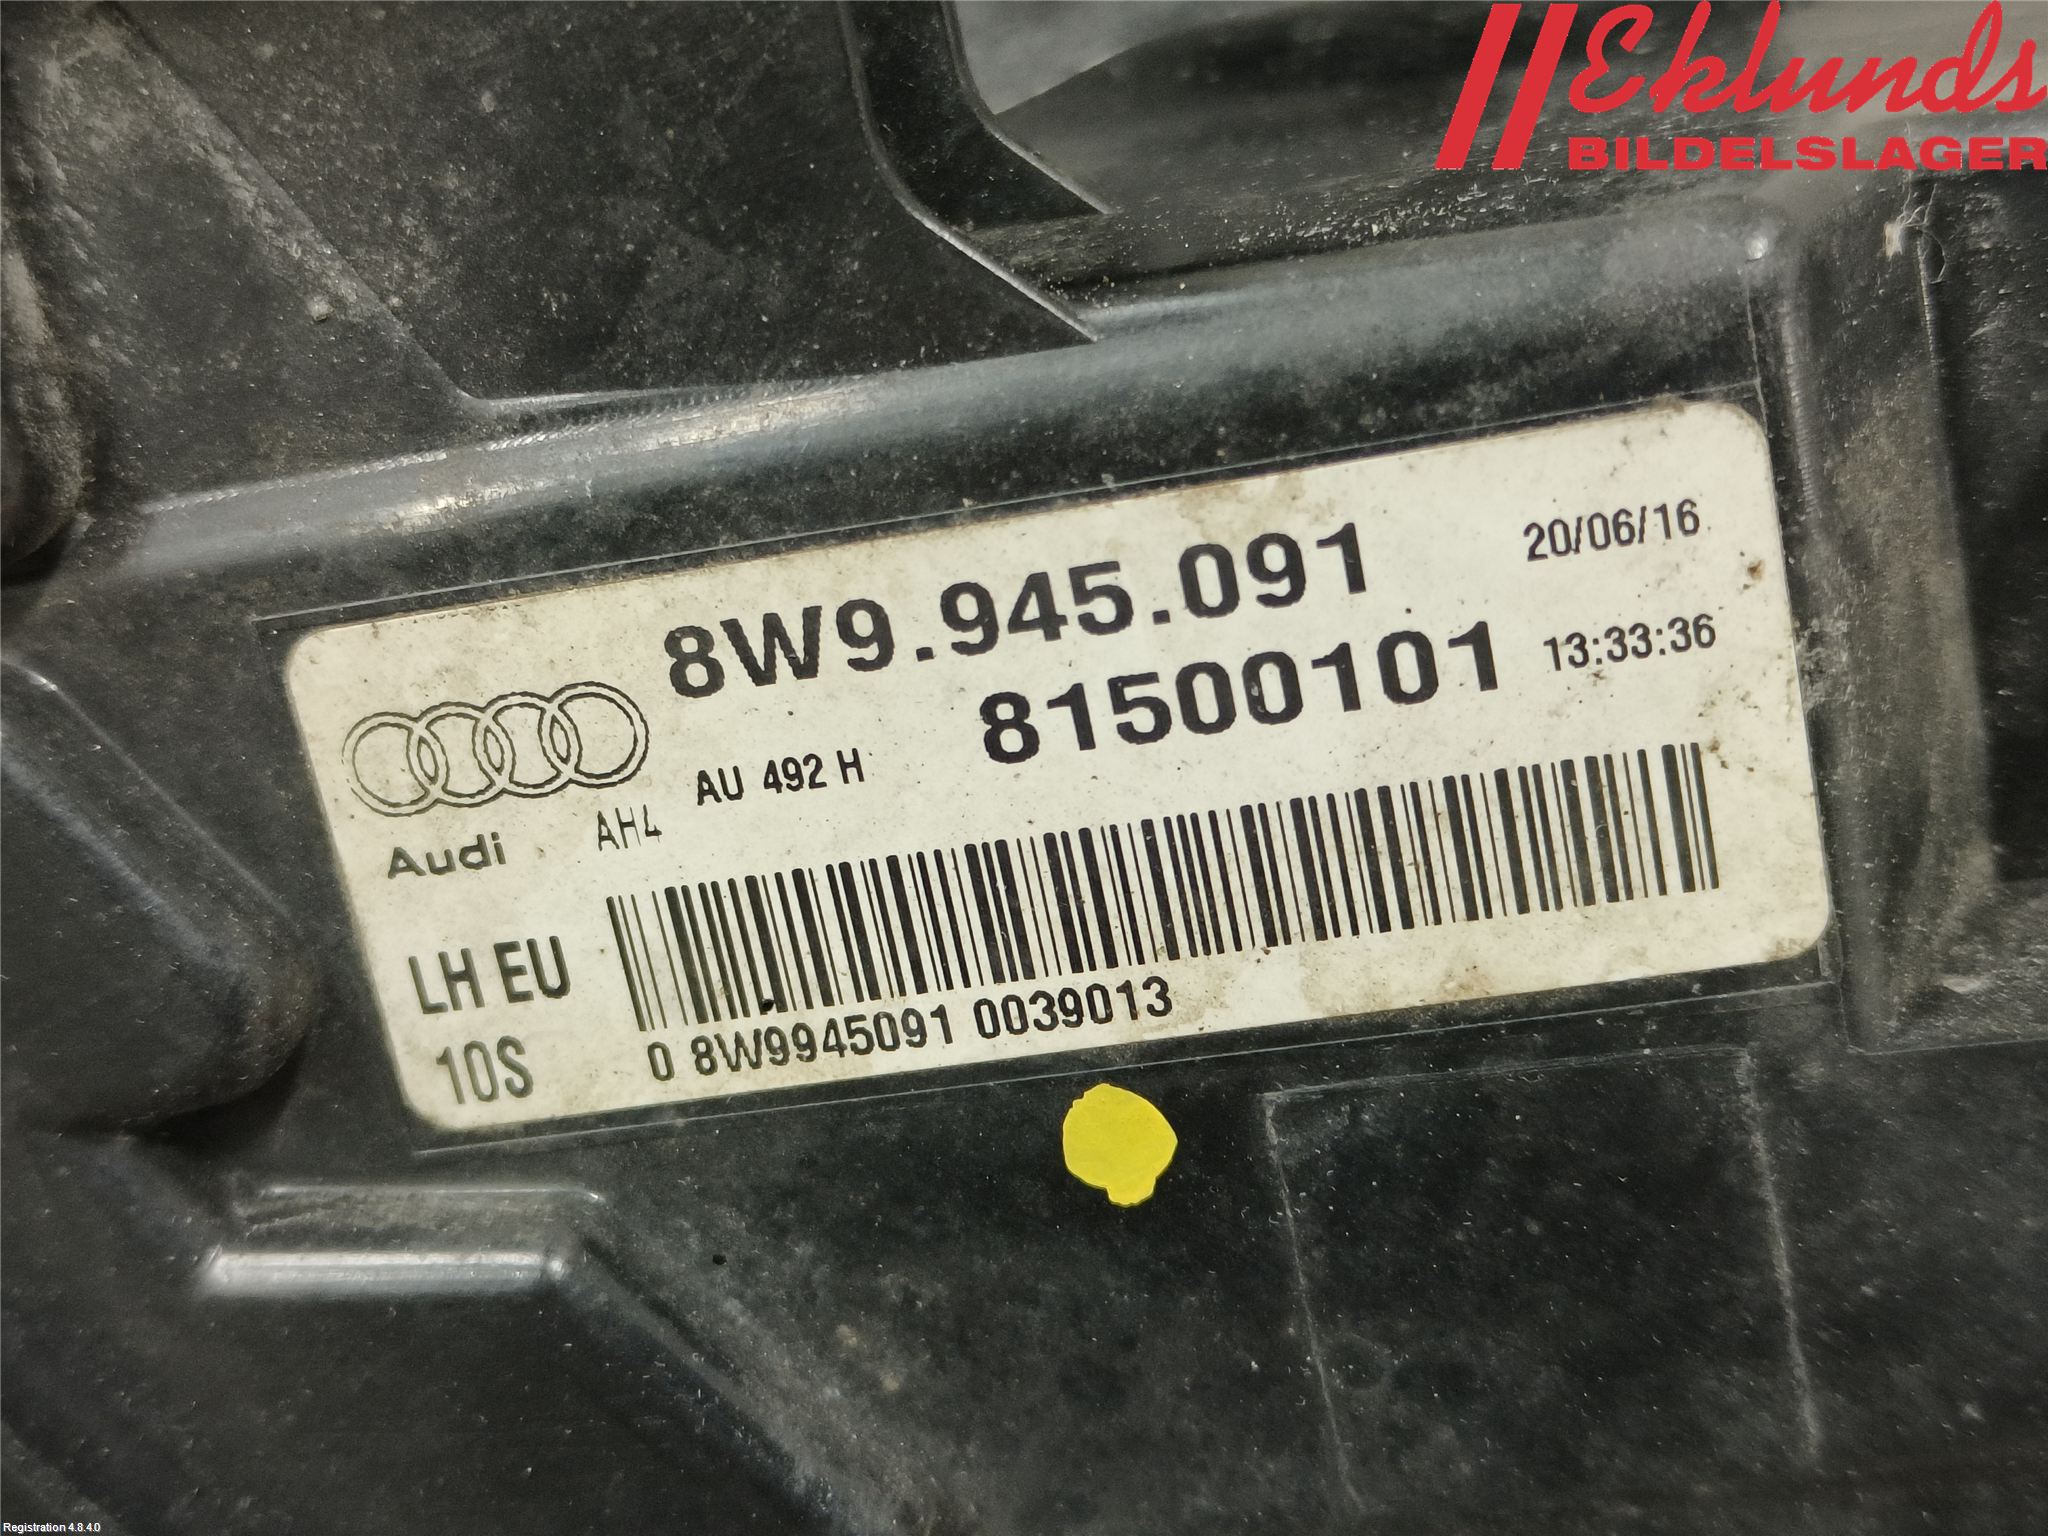 Eklunds
BILDELSLAGER
8W9.945.091
20/06/16
81500101
13:33:36
AU 492 H
AH4
Audi
LH EU
10S
0 8W9945091 0039013
Registration 4.8.4.0